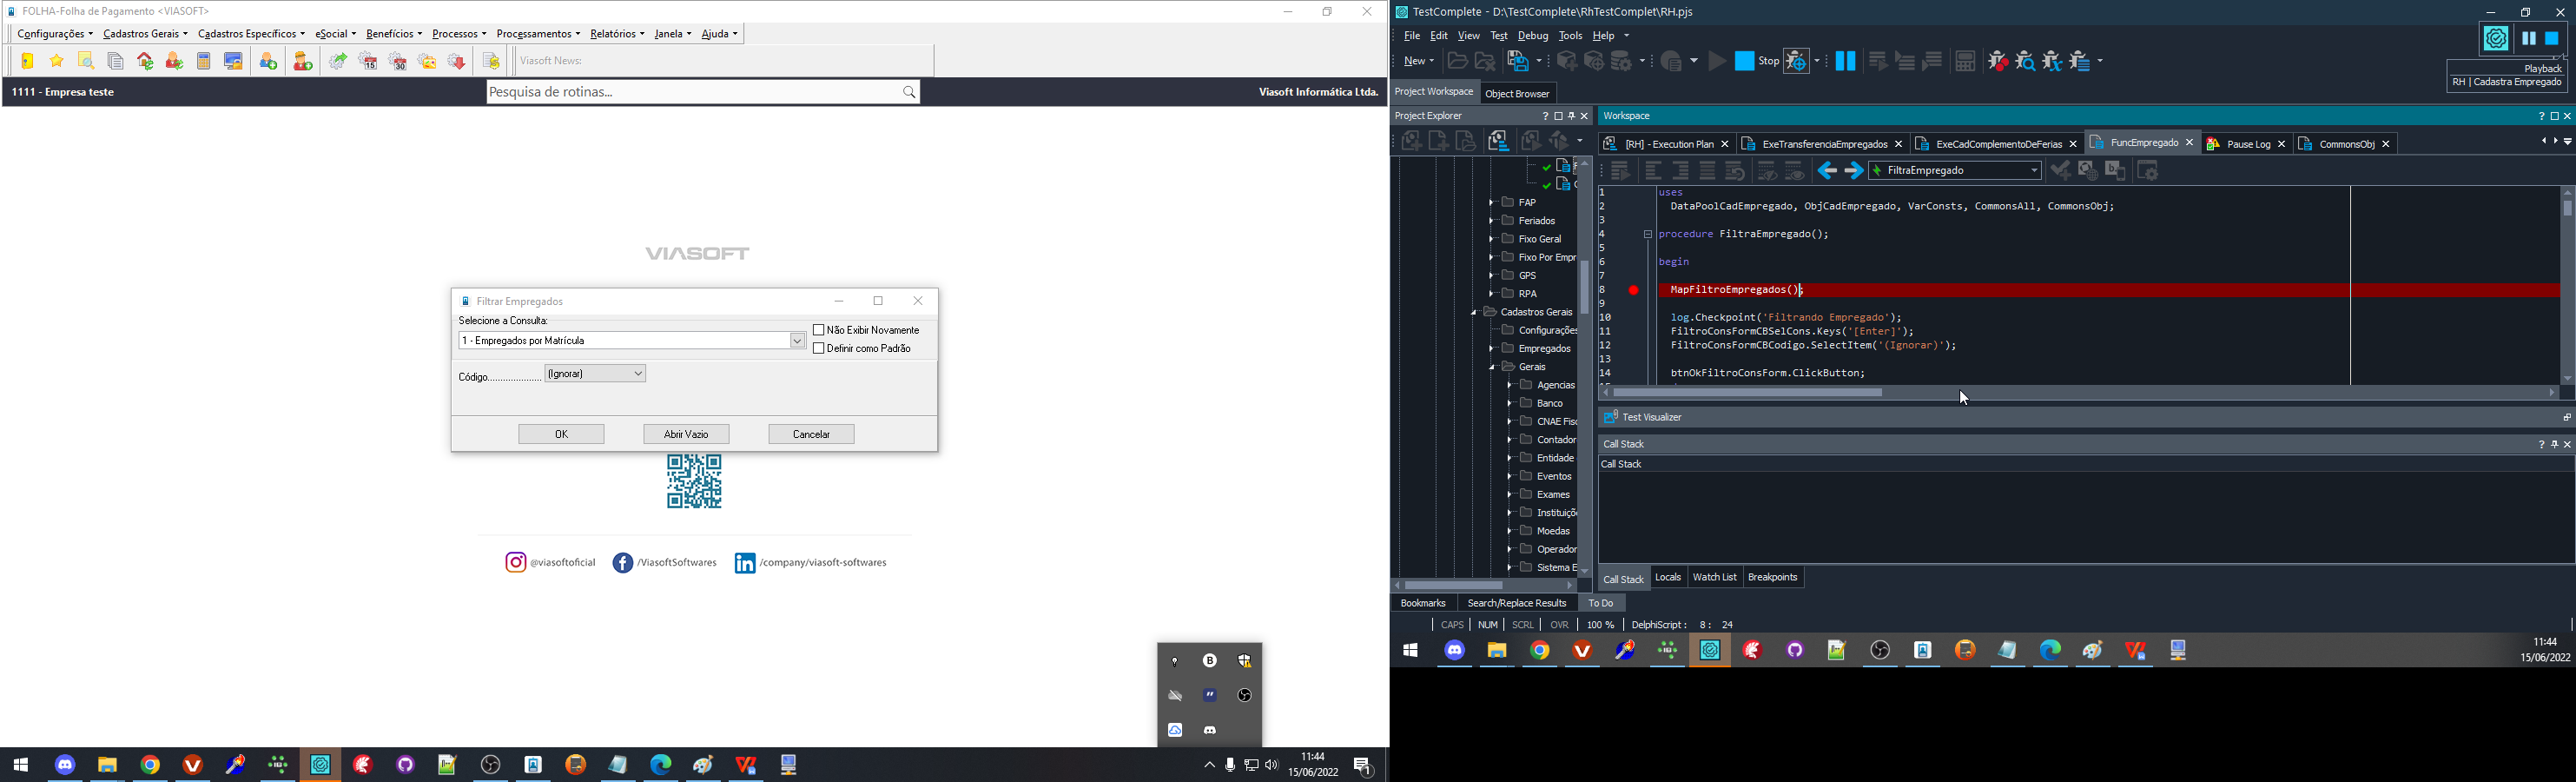 FOLHA-Folha de Pagamento <VIASOFT>
Configurações Cadastros Gerais Cadastros Específicos eSocial Benefícios Processos Processamentos Relatórios Janela Ajuda
15
30
Viasoft News:
1111 - Empresa teste
Pesquisa de rotinas...
Viasoft Informática Ltda.
VIASOFT
Filtrar Empregados
Selecione a Consulta:
1 - Empregados por Matrícula
Não Exibir Novamente
Definir como Padrão
Código....................
(Ignorar)
OK
Abrir Vazio
Cancelar
@viasoftoficial
/ViasoftSoftwares
/company/viasoft-softwares
11:44
15/06/2022
1
TestComplete - D:\TestComplete\RhTestComplet\RH.pjs
File Edit View Test Debug Tools Help
New
Stop
Playback
RH | Cadastra Empregado
Project Workspace
Object Browser
Project Explorer
Workspace
[RH] - Execution Plan
ExeTransferenciaEmpregados
ExeCadComplementoDeFerias
FuncEmpregado
Pause Log
CommonsObj
FiltraEmpregado
FAP
Feriados
Fixo Geral
Fixo Por Empr
GPS
RPA
Cadastros Gerais
Configurações
Empregados
Gerais
Agencias
Banco
CNAE Fisc
Contador
Entidade
Eventos
Exames
Instituiçõ
Moedas
Operador
Sistema E
1 uses
2 DataPoolCadEmpregado, ObjCadEmpregado, VarConsts, CommonsAll, CommonsObj;
3
4 procedure FiltraEmpregado();
5
6 begin
7
8 MapFiltroEmpregados();
9
10 log.Checkpoint('Filtrando Empregado');
11 FiltroConsFormCBSelCons.Keys('[Enter]');
12 FiltroConsFormCBCodigo.SelectItem('(Ignorar)');
13
14 btnOkFiltroConsForm.ClickButton;
Test Visualizer
Call Stack
Call Stack
Call Stack
Locals
Watch List
Breakpoints
Bookmarks
Search/Replace Results
To Do
CAPS NUM SCRL OVR 100 % DelphiScript: 8: 24
11:44
15/06/2022